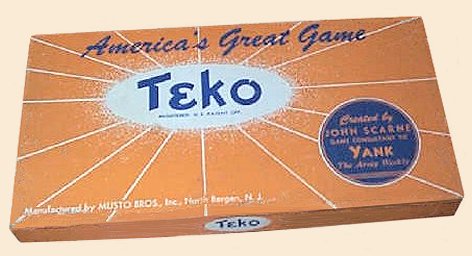 America's Great Game
TEKO
REGISTERED U.S. PATENT OFF.
Created by
JOHN SCARNE
GAME CONSULTANT TO
YANK
The Army Weekly
Manufactured by MUSTO BROS., Inc., North Bergen, N. J.
TEKO